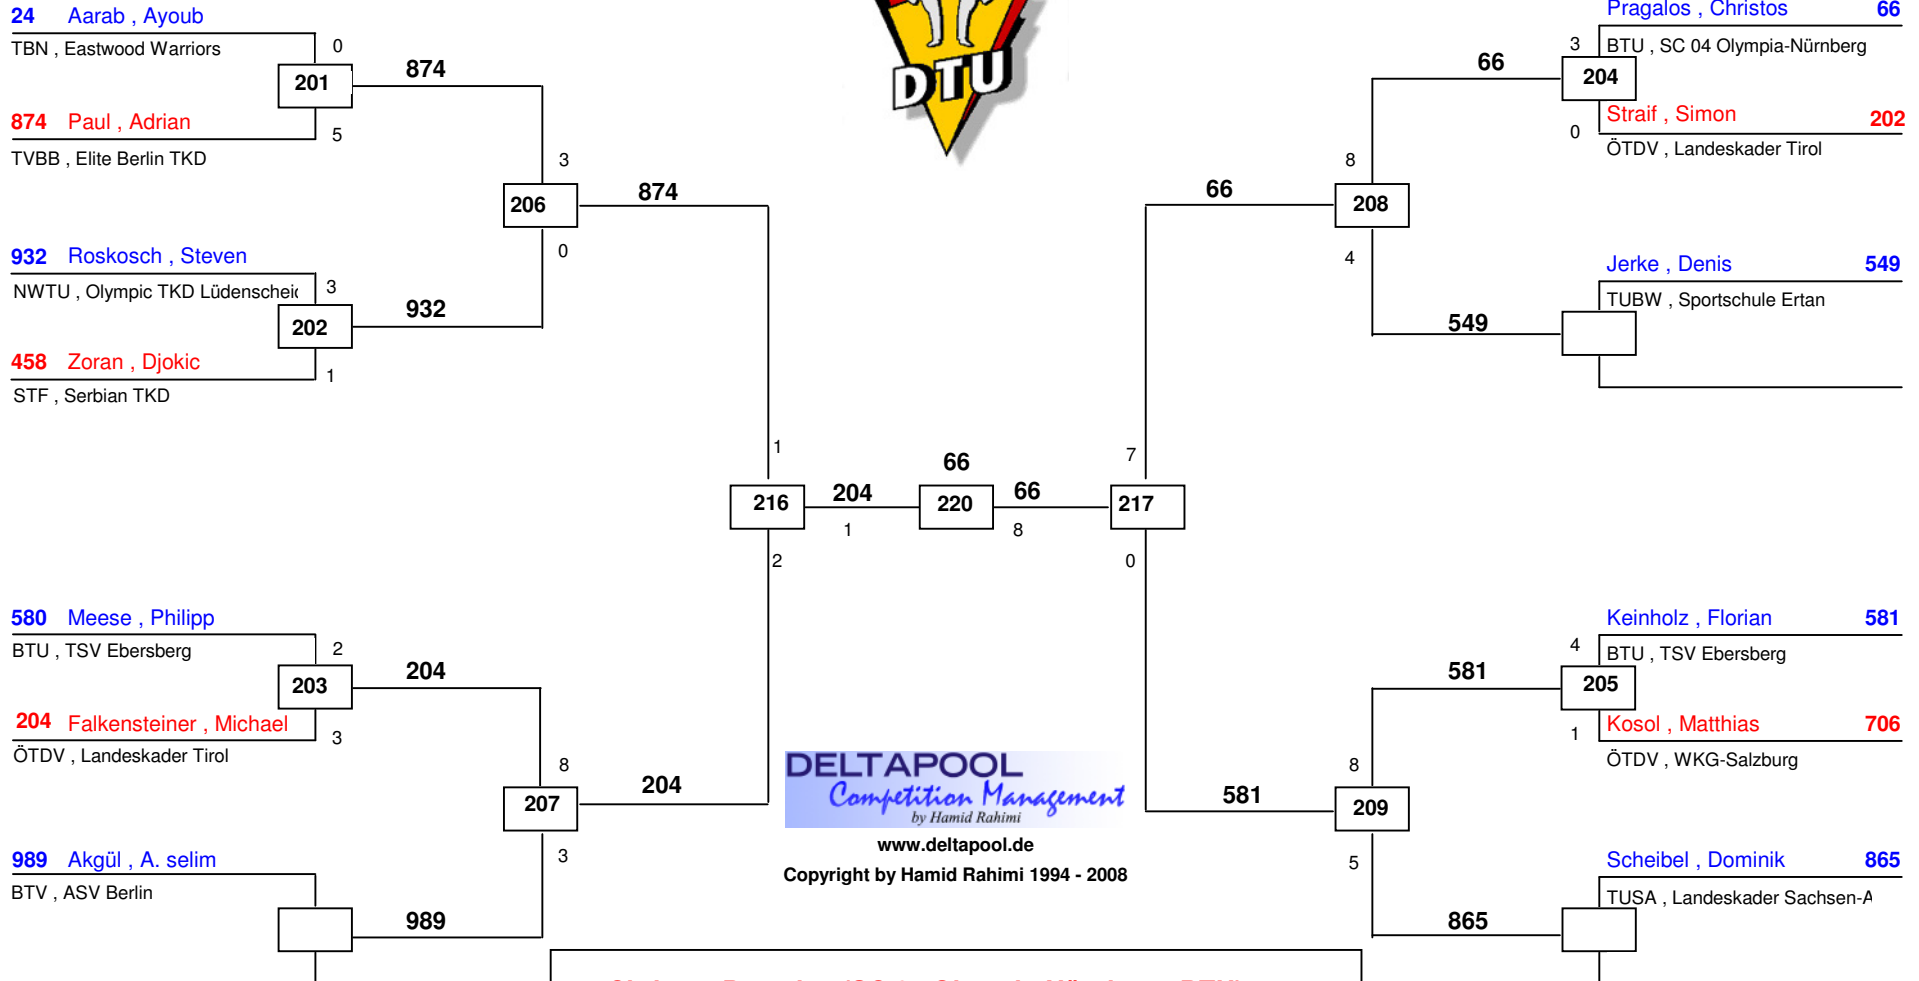 24 Aarab , Ayoub
TBN , Eastwood Warriors
0
201
874
874 Paul , Adrian
5
TVBB , Elite Berlin TKD
3
206
874
0
932 Roskosch , Steven
NWTU , Olympic TKD Lüdenscheid
3
202
932
458 Zoran , Djokic
1
STF , Serbian TKD
1
216
204
1
2
580 Meese , Philipp
BTU , TSV Ebersberg
2
203
204
204 Falkensteiner , Michael
3
ÖTDV , Landeskader Tirol
8
207
204
3
989 Akgül , A. selim
BTV , ASV Berlin
989
DTU
66
220
66
8
DELTAPOOL
Competition Management
by Hamid Rahimi
www.deltapool.de
Copyright by Hamid Rahimi 1994 - 2008
Pragalos , Christos 66
3
BTU , SC 04 Olympia-Nürnberg
66
204
Straif , Simon 202
0
ÖTDV , Landeskader Tirol
8
66
208
4
Jerke , Denis 549
TUBW , Sportschule Ertan
549
7
217
0
Keinholz , Florian 581
4
BTU , TSV Ebersberg
581
205
Kosol , Matthias 706
1
ÖTDV , WKG-Salzburg
8
581
209
5
Scheibel , Dominik 865
TUSA , Landeskader Sachsen-A
865